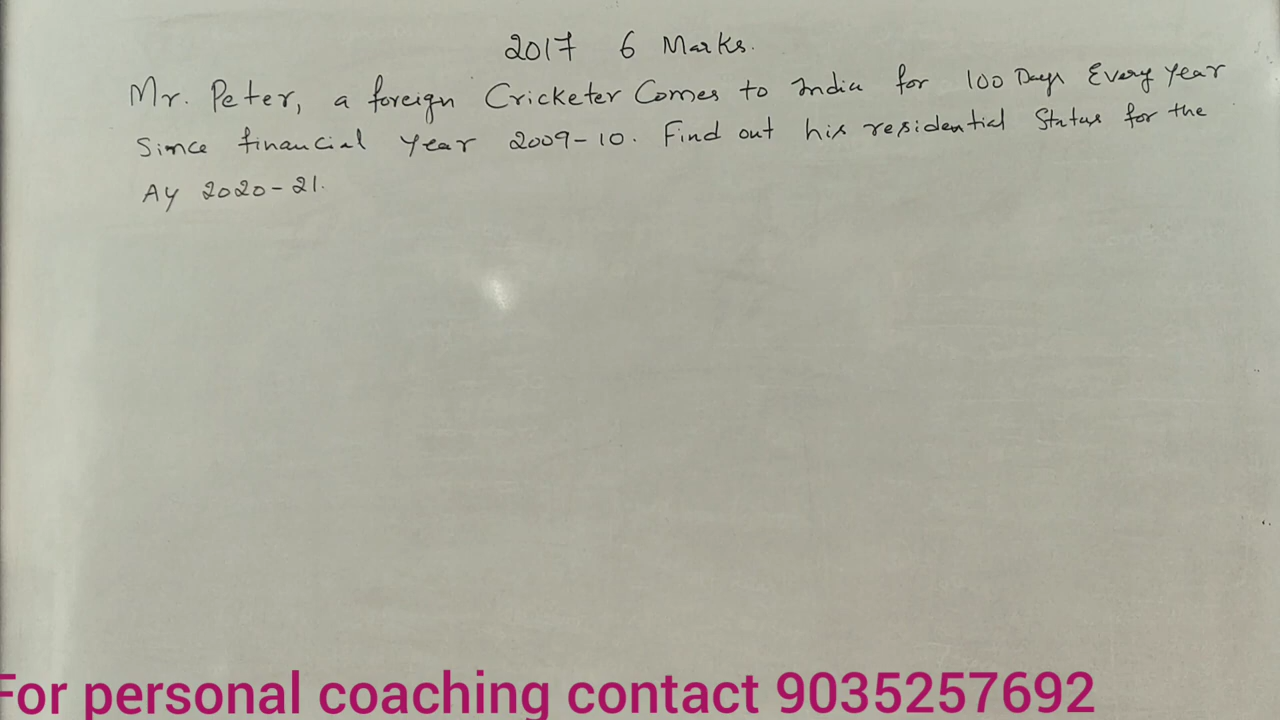 2017 6 Marks.
Mr. Peter, a foreign Cricketer Comes to India for 100 Days Every year
Since financial year 2009-10. Find out his residential Status for the
AY 2020-21.
For personal coaching contact 9035257692